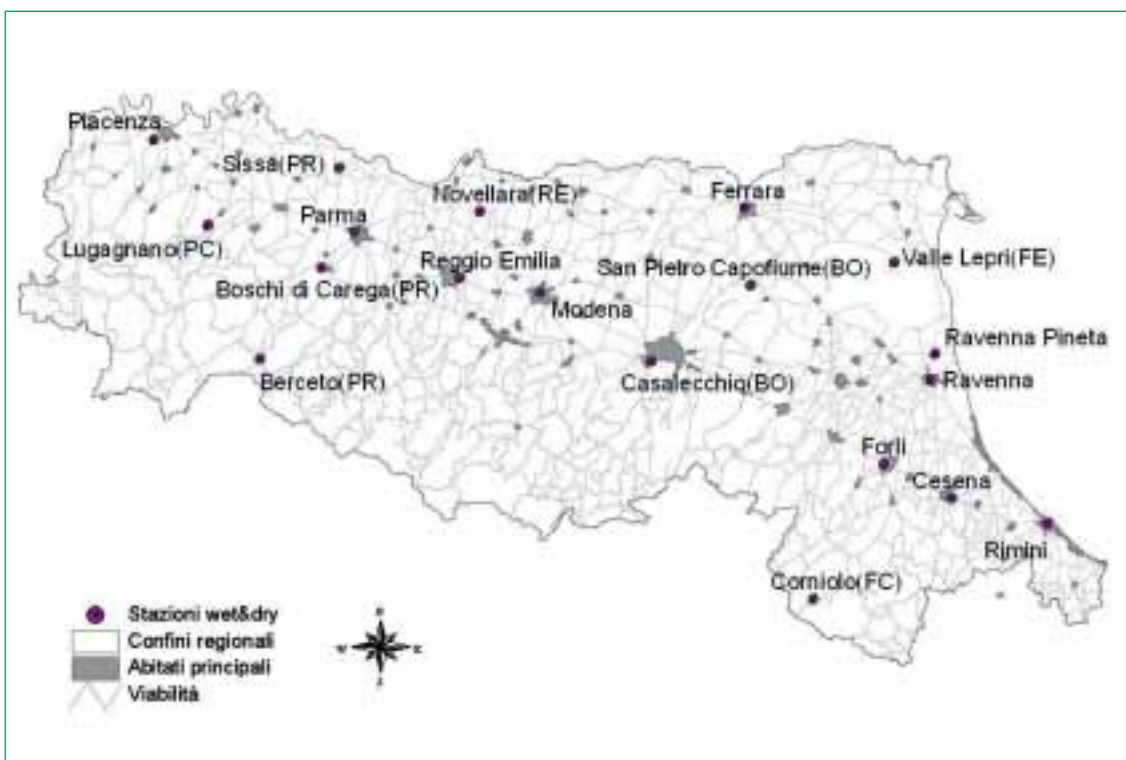 Piacenza
Sissa(PR)
Novellara(RE)
Ferrara
Parma
Lugagnano(PC)
Reggio Emilia
San Pietro Capofiume(BO)
Valle Lepri(FE)
Boschi di Carega(PR)
Modena
Ravenna Pineta
Berceto(PR)
Casalecchio(BO)
Ravenna
Forlì
Cesena
Rimini
Corniolo(FC)
Stazioni wet&dry
Confini regionali
Abitati principali
Viabilità
W E